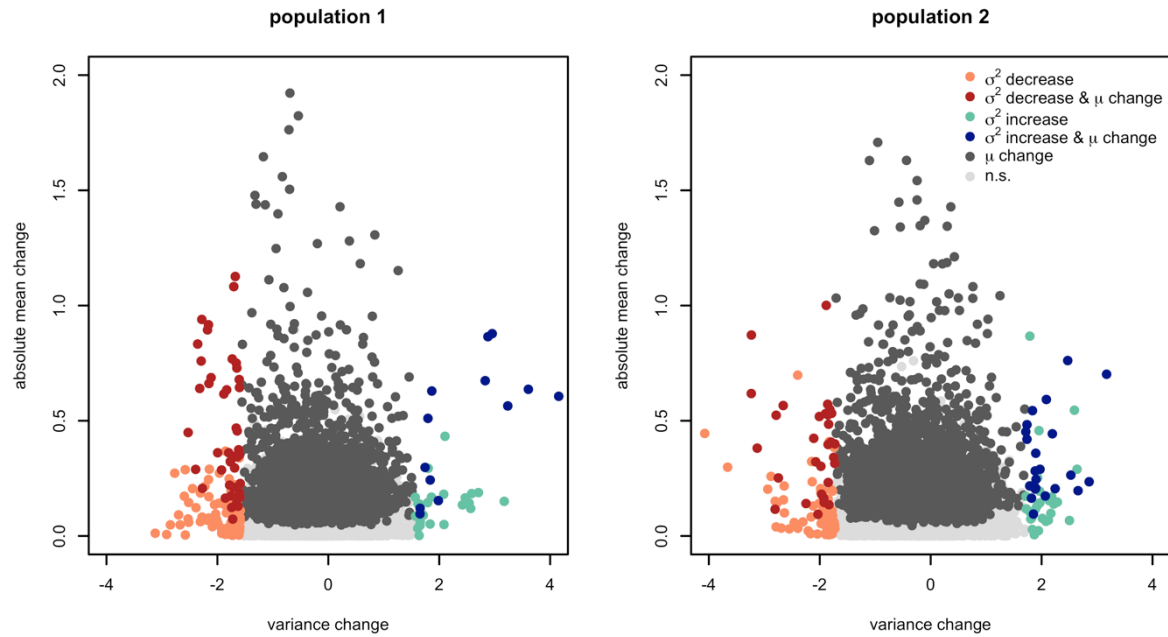 population 1
population 2
2.0
1.5
1.0
0.5
0.0
absolute mean change
-4
-2
0
2
4
variance change
2.0
1.5
1.0
0.5
0.0
absolute mean change
-4
-2
0
2
4
variance change
σ² decrease
σ² decrease & μ change
σ² increase
σ² increase & μ change
μ change
n.s.